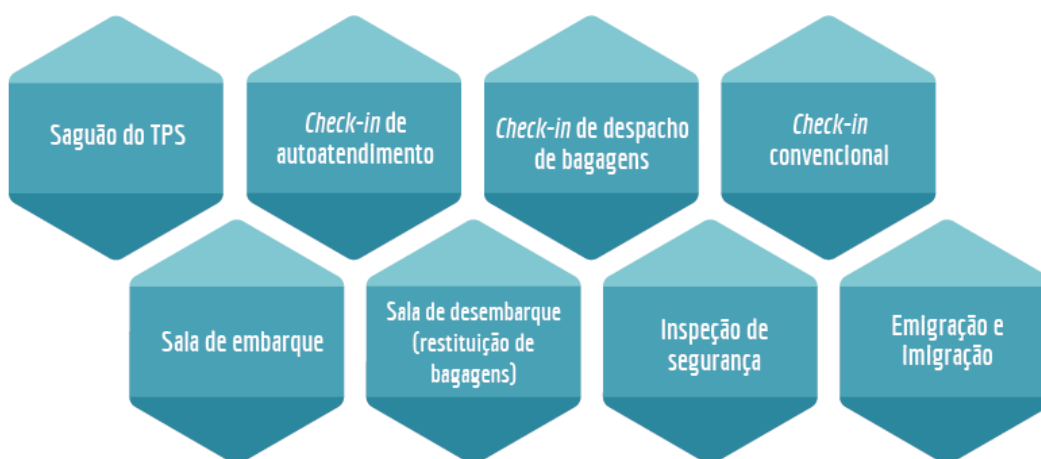 Saguão do TPS
Check-in de
autoatendimento
Check-in de despacho
de bagagens
Check-in
convencional
Sala de embarque
Sala de desembarque
(restituição de
bagagens)
Inspeção de
segurança
Emigração e
imigração